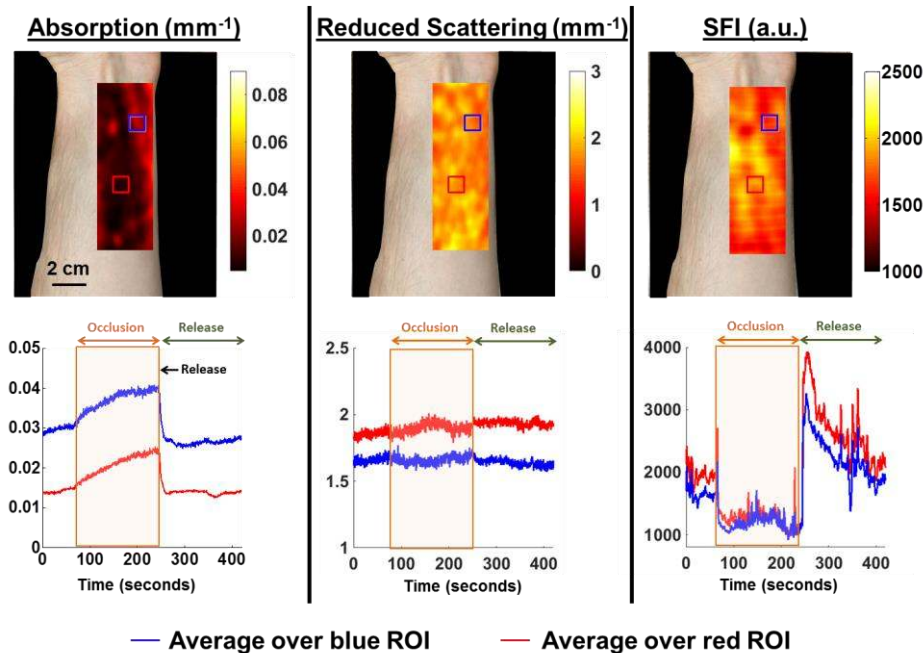 Absorption (mm⁻¹)
Reduced Scattering (mm⁻¹)
SFI (a.u.)
0.08
0.06
0.04
0.02
2 cm
3
2
1
0
2500
2000
1500
1000
Occlusion
Release
Release
0.05
0.04
0.03
0.02
0.01
0
0 100 200 300 400
Time (seconds)
Occlusion
Release
2.5
2
1.5
1
0 100 200 300 400
Time (seconds)
Occlusion
Release
4000
3000
2000
1000
0 100 200 300 400
Time (seconds)
Average over blue ROI
Average over red ROI